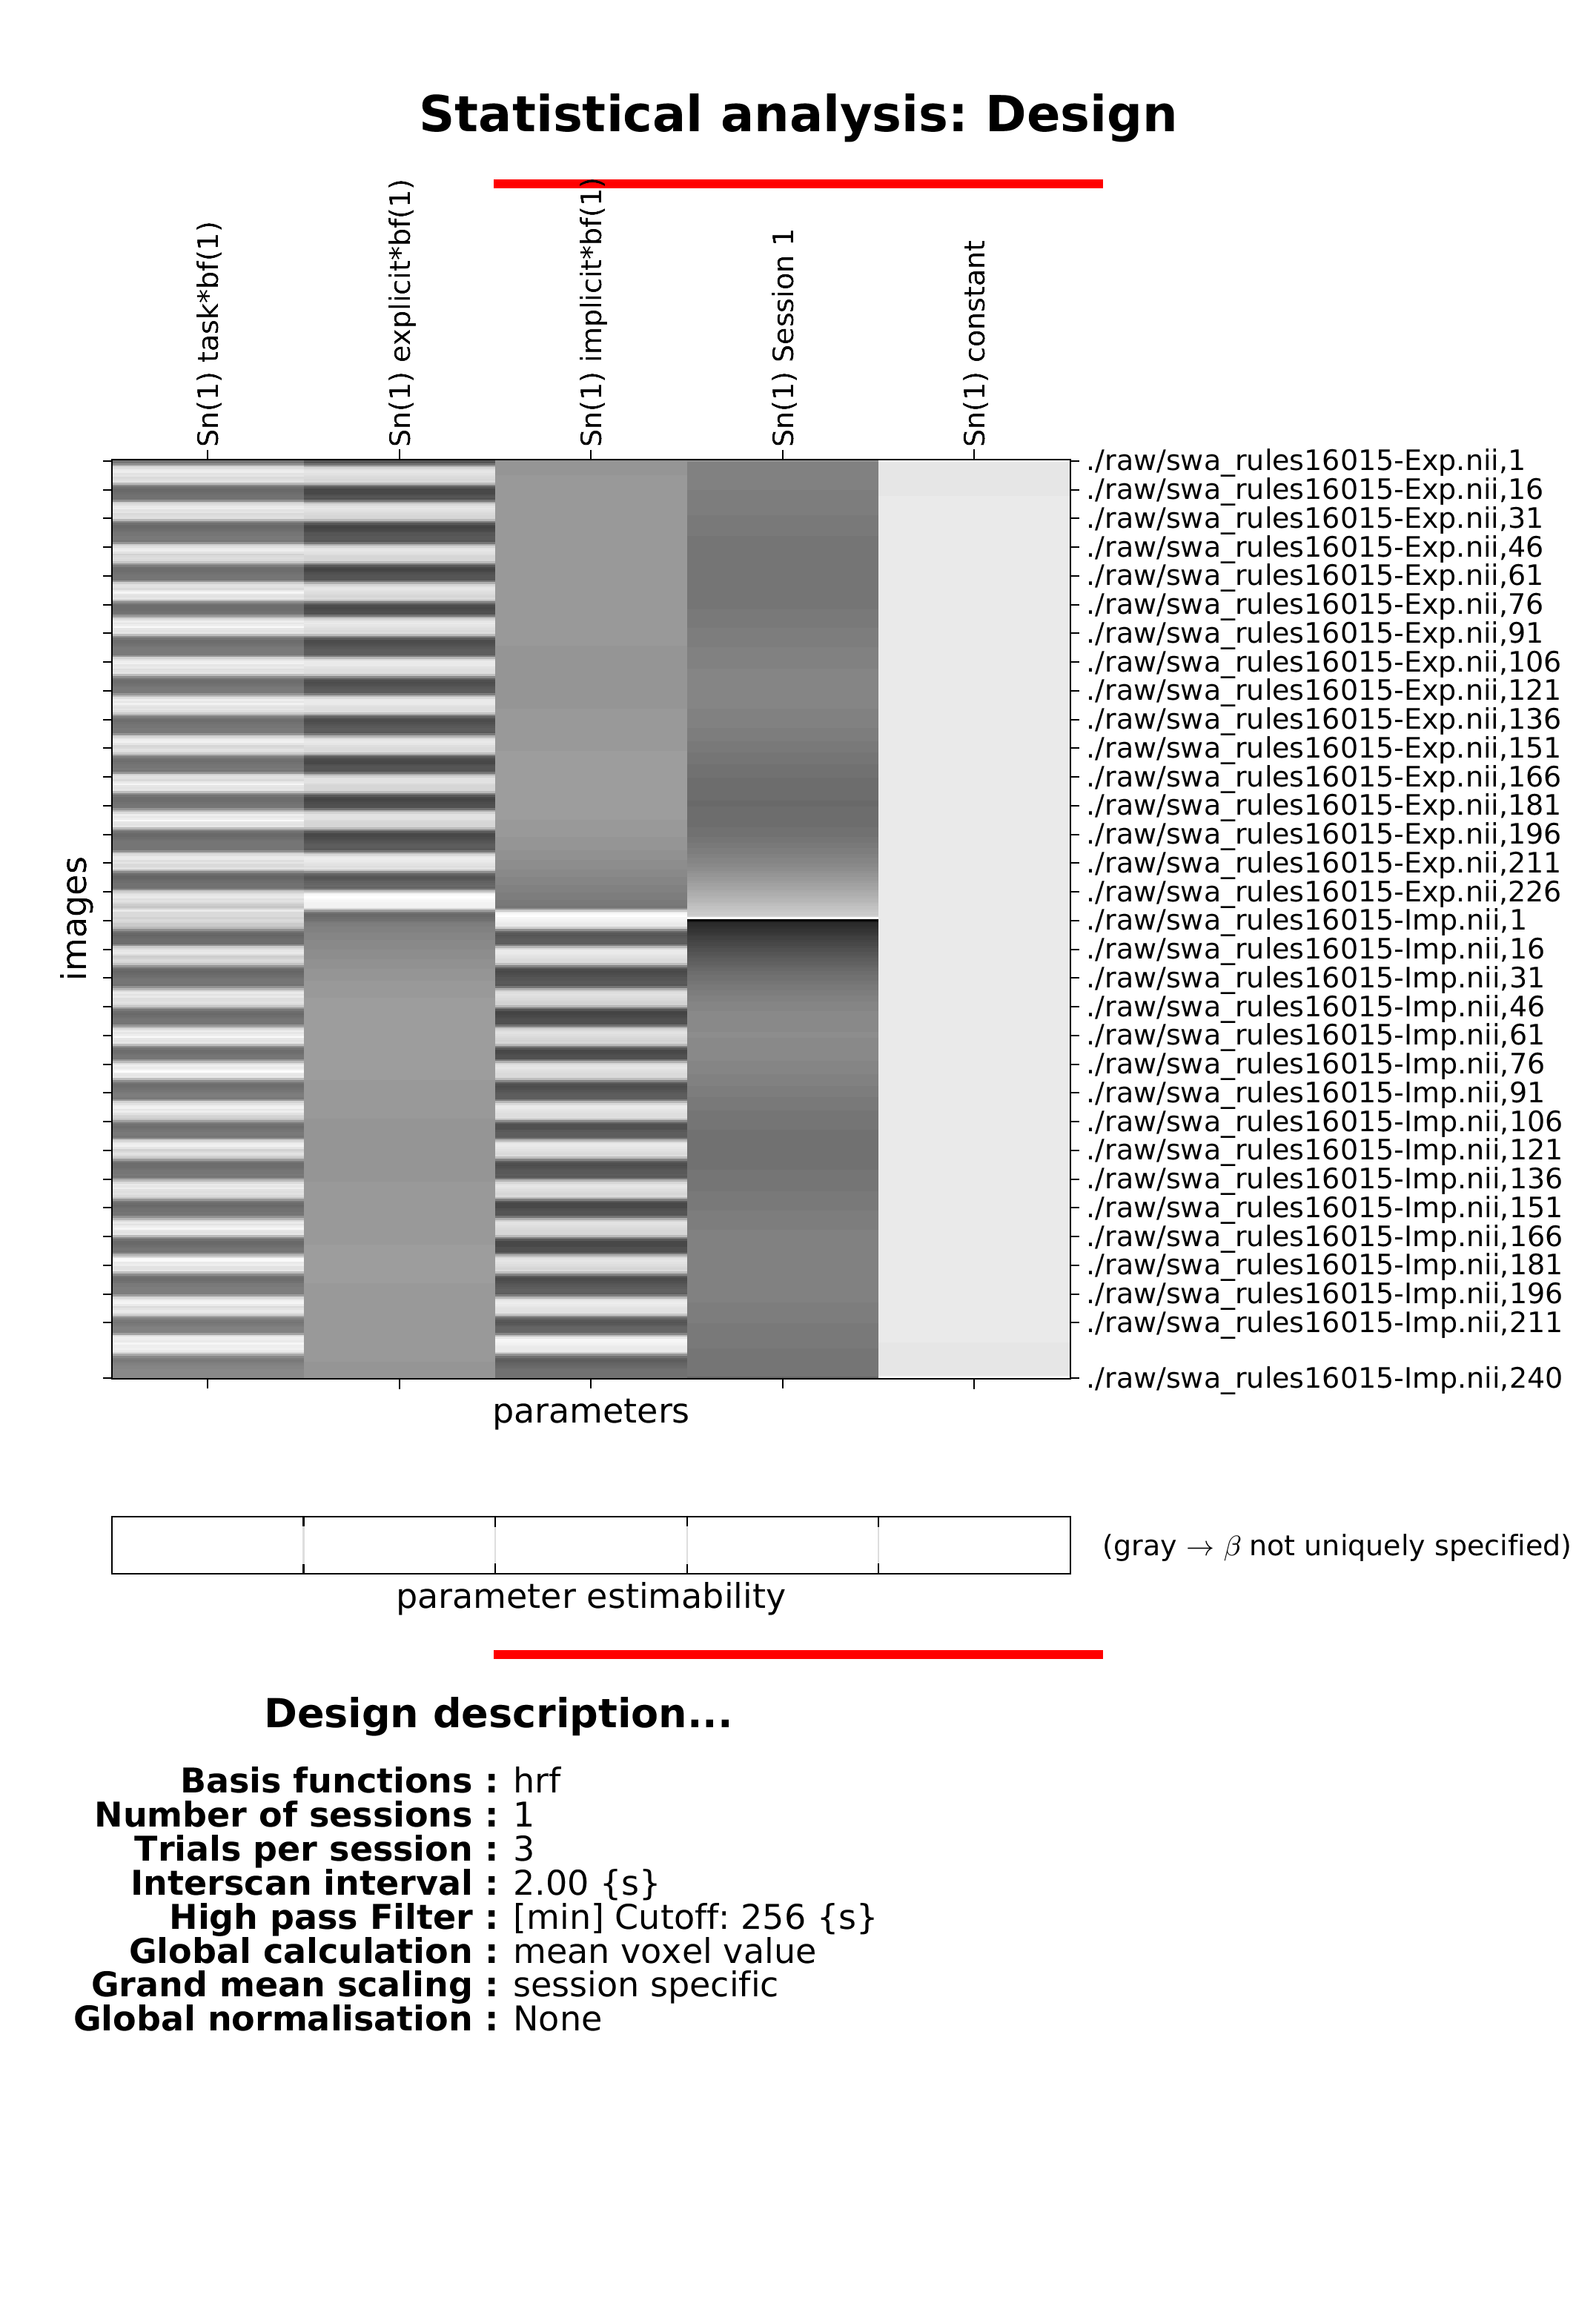 Statistical analysis: Design
Sn(1) task*bf(1)
Sn(1) explicit*bf(1)
Sn(1) implicit*bf(1)
Sn(1) Session 1
Sn(1) constant
images
./raw/swa_rules16015-Exp.nii,1
./raw/swa_rules16015-Exp.nii,16
./raw/swa_rules16015-Exp.nii,31
./raw/swa_rules16015-Exp.nii,46
./raw/swa_rules16015-Exp.nii,61
./raw/swa_rules16015-Exp.nii,76
./raw/swa_rules16015-Exp.nii,91
./raw/swa_rules16015-Exp.nii,106
./raw/swa_rules16015-Exp.nii,121
./raw/swa_rules16015-Exp.nii,136
./raw/swa_rules16015-Exp.nii,151
./raw/swa_rules16015-Exp.nii,166
./raw/swa_rules16015-Exp.nii,181
./raw/swa_rules16015-Exp.nii,196
./raw/swa_rules16015-Exp.nii,211
./raw/swa_rules16015-Exp.nii,226
./raw/swa_rules16015-Imp.nii,1
./raw/swa_rules16015-Imp.nii,16
./raw/swa_rules16015-Imp.nii,31
./raw/swa_rules16015-Imp.nii,46
./raw/swa_rules16015-Imp.nii,61
./raw/swa_rules16015-Imp.nii,76
./raw/swa_rules16015-Imp.nii,91
./raw/swa_rules16015-Imp.nii,106
./raw/swa_rules16015-Imp.nii,121
./raw/swa_rules16015-Imp.nii,136
./raw/swa_rules16015-Imp.nii,151
./raw/swa_rules16015-Imp.nii,166
./raw/swa_rules16015-Imp.nii,181
./raw/swa_rules16015-Imp.nii,196
./raw/swa_rules16015-Imp.nii,211
./raw/swa_rules16015-Imp.nii,240
parameters
(gray → β not uniquely specified)
parameter estimability
Design description...
Basis functions : hrf
Number of sessions : 1
Trials per session : 3
Interscan interval : 2.00 {s}
High pass Filter : [min] Cutoff: 256 {s}
Global calculation : mean voxel value
Grand mean scaling : session specific
Global normalisation : None